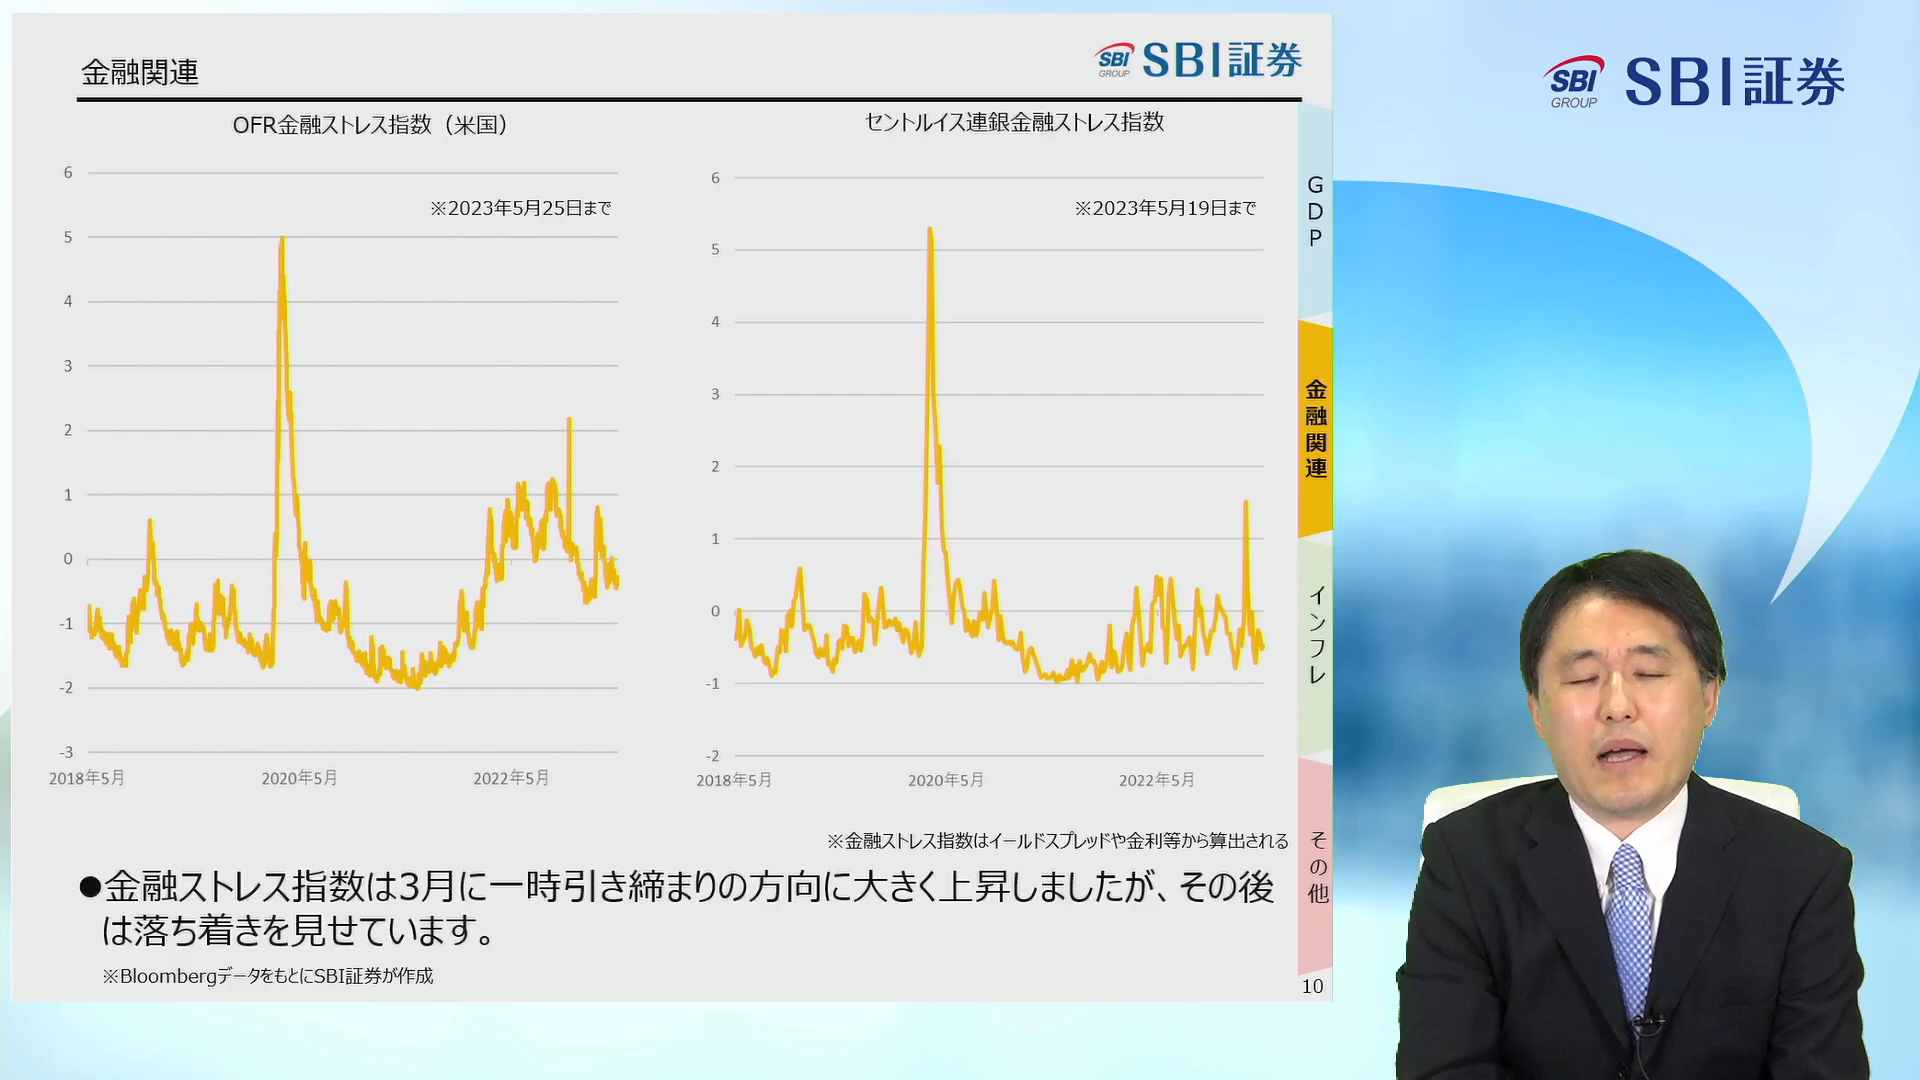 金融関連
SBI GROUP SBI証券
OFR金融ストレス指数（米国）
※2023年5月25日まで
6
5
4
3
2
1
0
-1
-2
-3
2018年5月 2020年5月 2022年5月
セントルイス連銀金融ストレス指数
※2023年5月19日まで
6
5
4
3
2
1
0
-1
-2
2018年5月 2020年5月 2022年5月
※金融ストレス指数はイールドスプレッドや金利等から算出される
●金融ストレス指数は3月に一時引き締まりの方向に大きく上昇しましたが、その後
は落ち着きを見せています。
※BloombergデータをもとにSBI証券が作成
GDP
金融関連
インフレ
その他
10
SBI GROUP SBI証券